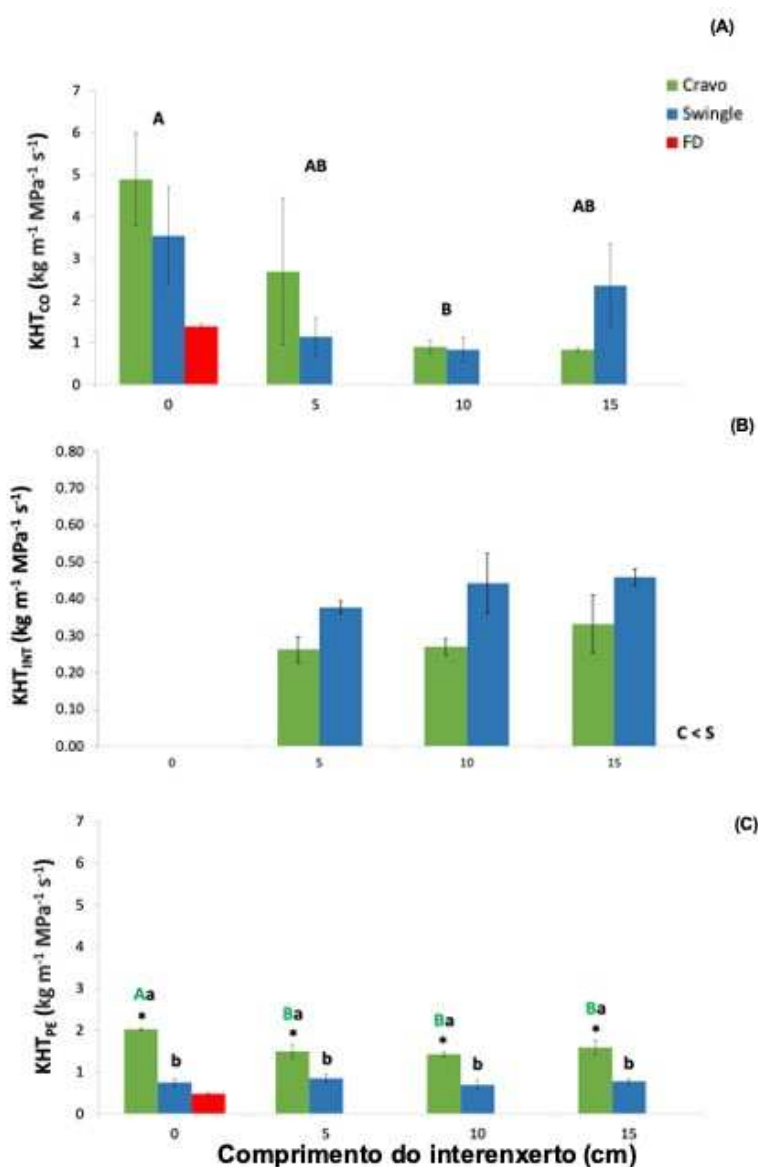 (A)
KHT_CO (kg m⁻¹ MPa⁻¹ s⁻¹)
7
6
5
4
3
2
1
0
A
AB
B
AB
Cravo
Swingle
FD
0 5 10 15
(B)
KHT_INT (kg m⁻¹ MPa⁻¹ s⁻¹)
0.80
0.70
0.60
0.50
0.40
0.30
0.20
0.10
0.00
C < S
0 5 10 15
(C)
KHT_PE (kg m⁻¹ MPa⁻¹ s⁻¹)
7
6
5
4
3
2
1
0
Aa
*
b
Ba
*
b
Ba
*
b
Ba
*
b
0 5 10 15
Comprimento do interenxerto (cm)